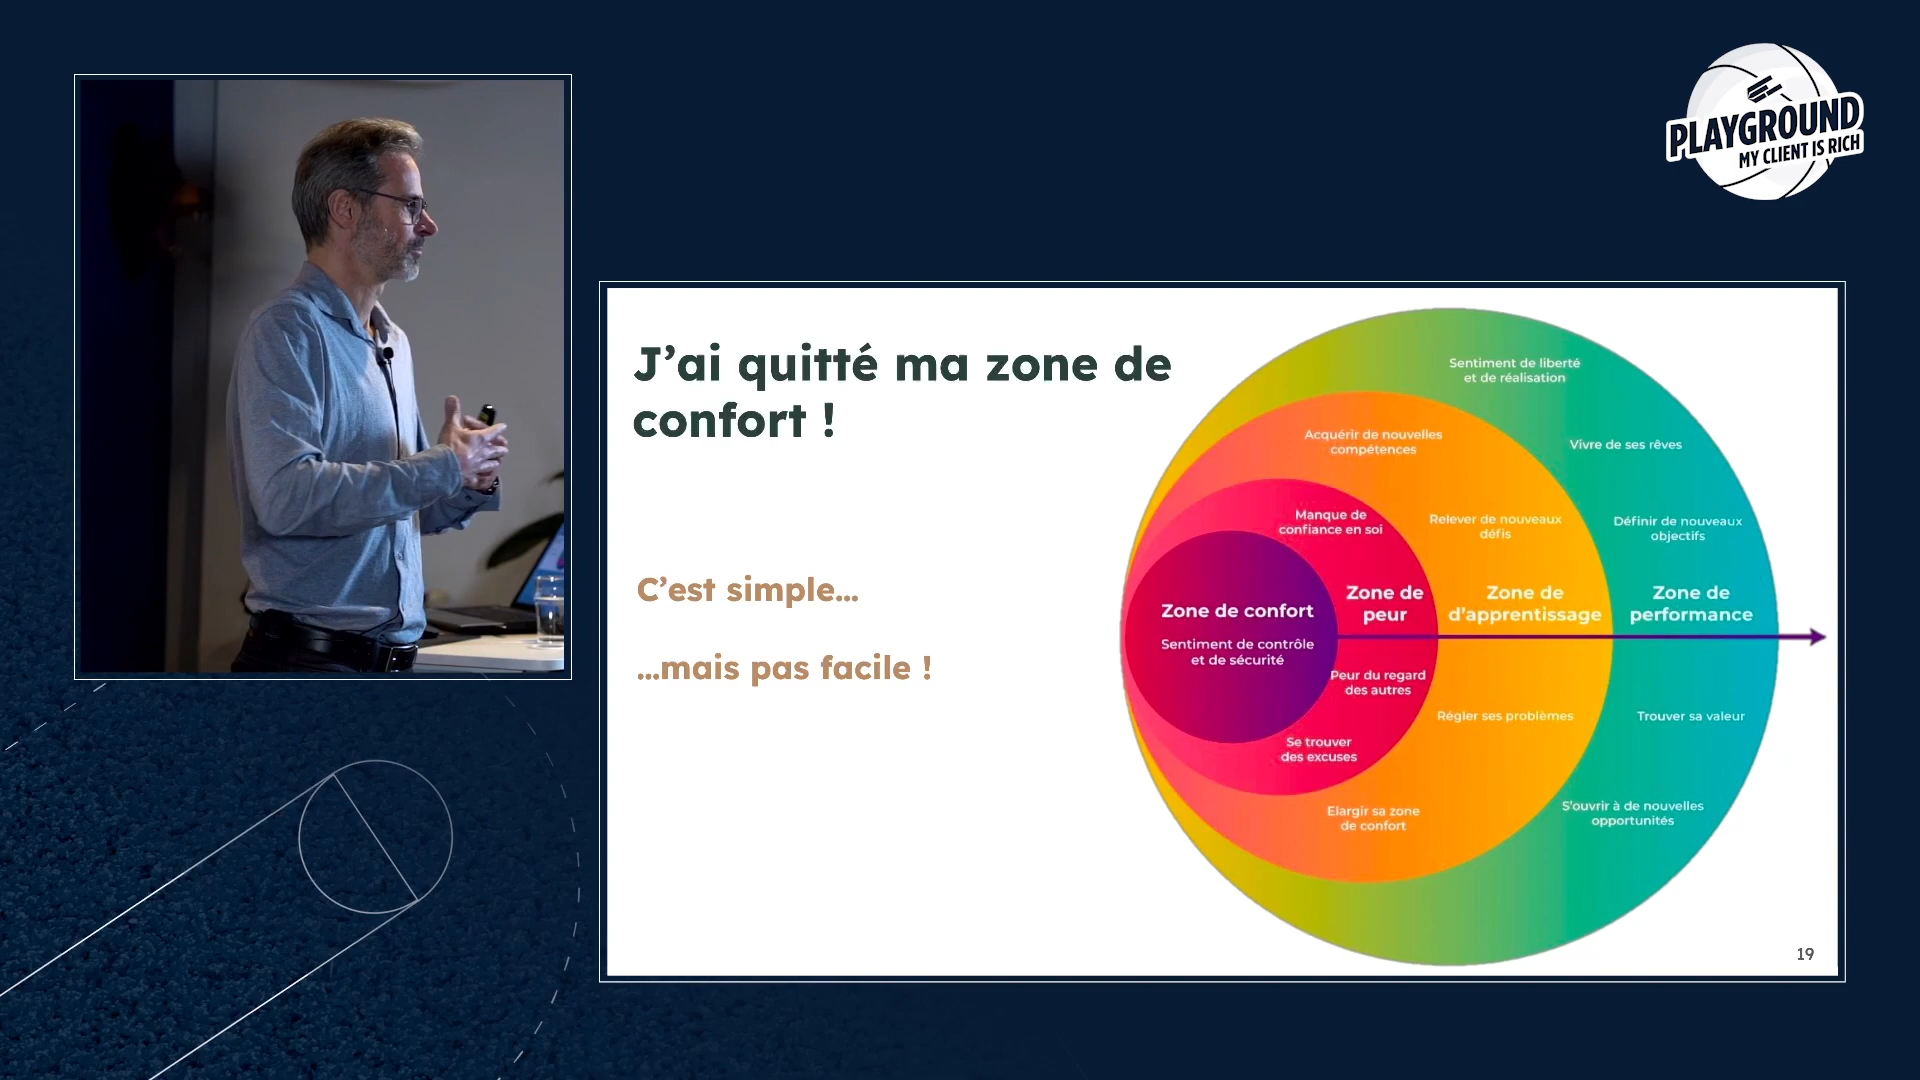 PLAYGROUND
MY CLIENT IS RICH
J’ai quitté ma zone de
confort !
C’est simple...
...mais pas facile !
Sentiment de liberté
et de réalisation
Vivre de ses rêves
Définir de nouveaux
objectifs
Zone de
performance
Trouver sa valeur
S'ouvrir à de nouvelles
opportunités
Acquérir de nouvelles
compétences
Relever de nouveaux
défis
Zone de
d'apprentissage
Régler ses problèmes
Elargir sa zone
de confort
Manque de
confiance en soi
Zone de
peur
Peur du regard
des autres
Se trouver
des excuses
Zone de confort
Sentiment de contrôle
et de sécurité
19